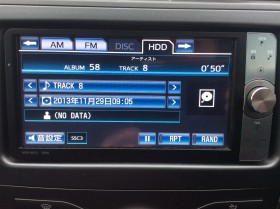 AM FM DISC HDD
アーティスト
ALBUM 58 TRACK 8 0'50"
TRACK 8
2013年11月29日09:05
(NO DATA)
音設定 SSC3 RPT RAND